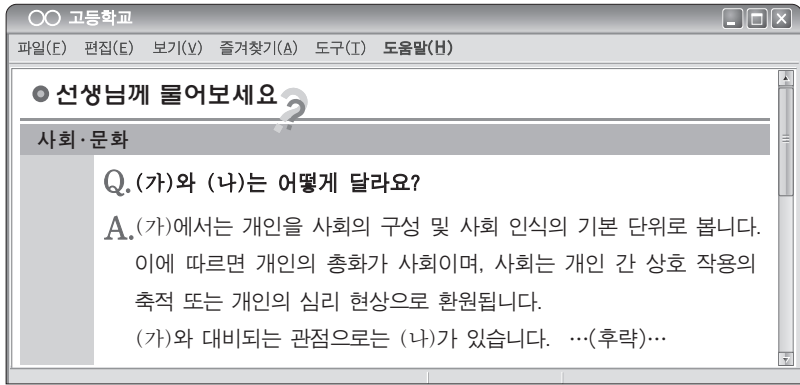 ○○ 고등학교
파일(F) 편집(E) 보기(V) 즐겨찾기(A) 도구(T) 도움말(H)
선생님께 물어보세요?
사회·문화
Q. (가)와 (나)는 어떻게 달라요?
A. (가)에서는 개인을 사회의 구성 및 사회 인식의 기본 단위로 봅니다.
이에 따르면 개인의 총화가 사회이며, 사회는 개인 간 상호 작용의
축적 또는 개인의 심리 현상으로 환원됩니다.
(가)와 대비되는 관점으로는 (나)가 있습니다. …(후략)…